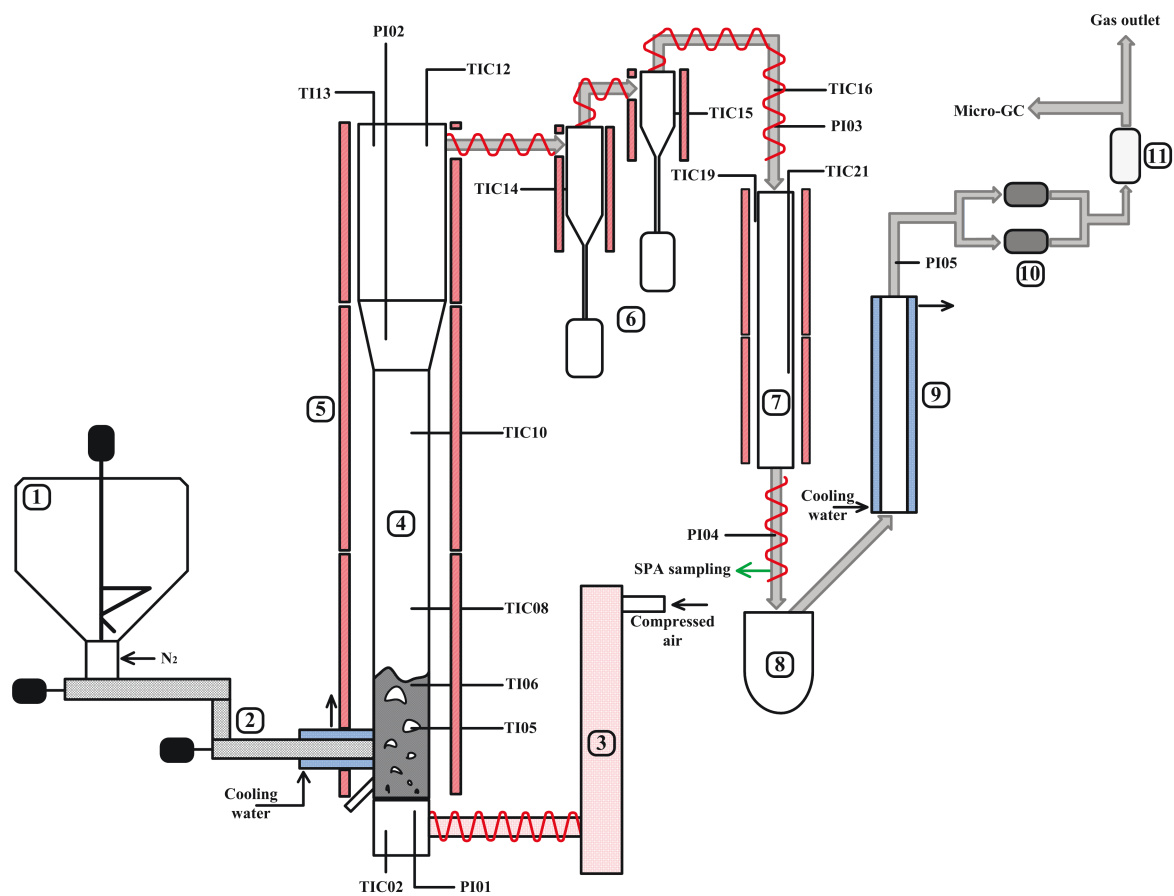 Gas outlet
PI02
TIC12
TI13
TIC16
Micro-GC
TIC15
PI03
11
TIC14
TIC19
TIC21
PI05
10
6
5
7
9
TIC10
1
Cooling
water
4
PI04
SPA sampling
TIC08
Compressed
air
N₂
8
TI06
2
TI05
3
Cooling
water
TIC02
PI01